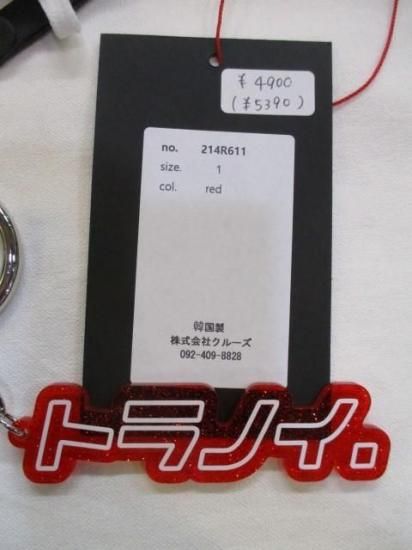 ¥4900
(¥5390)
no. 214R611
size. 1
col. red
韓国製
株式会社クルーズ
092-409-8828
トラノイ。